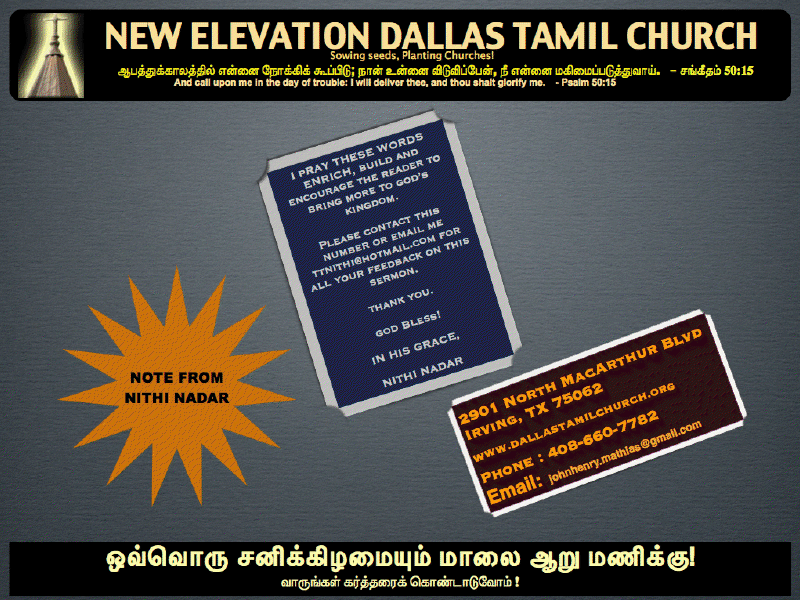 NEW ELEVATION DALLAS TAMIL CHURCH
Sowing seeds, Planting Churches!
ஆபத்துக்காலத்தில் என்னை நோக்கிக் கூப்பிடு; நான் உன்னை விடுவிப்பேன், நீ என்னை மகிமைப்படுத்துவாய். - சங்கீதம் 50:15
And call upon me in the day of trouble: I will deliver thee, and thou shalt glorify me. - Psalm 50:15
I PRAY THESE WORDS
ENRICH, BUILD AND
ENCOURAGE THE READER TO
BRING MORE TO GOD'S
KINGDOM.
PLEASE CONTACT THIS
NUMBER OR EMAIL ME
TTNITHI@HOTMAIL.COM FOR
ALL YOUR FEEDBACK ON THIS
SERMON.
THANK YOU.
GOD BLESS!
IN HIS GRACE,
NITHI NADAR
NOTE FROM
NITHI NADAR
2901 NORTH MACARTHUR BLVD
IRVING, TX 75062
WWW.DALLASTAMILCHURCH.ORG
PHONE : 408-660-7782
Email: johnhenry.mathias@gmail.com
ஒவ்வொரு சனிக்கிழமையும் மாலை ஆறு மணிக்கு!
வாருங்கள் கர்த்தரைக் கொண்டாடுவோம் !